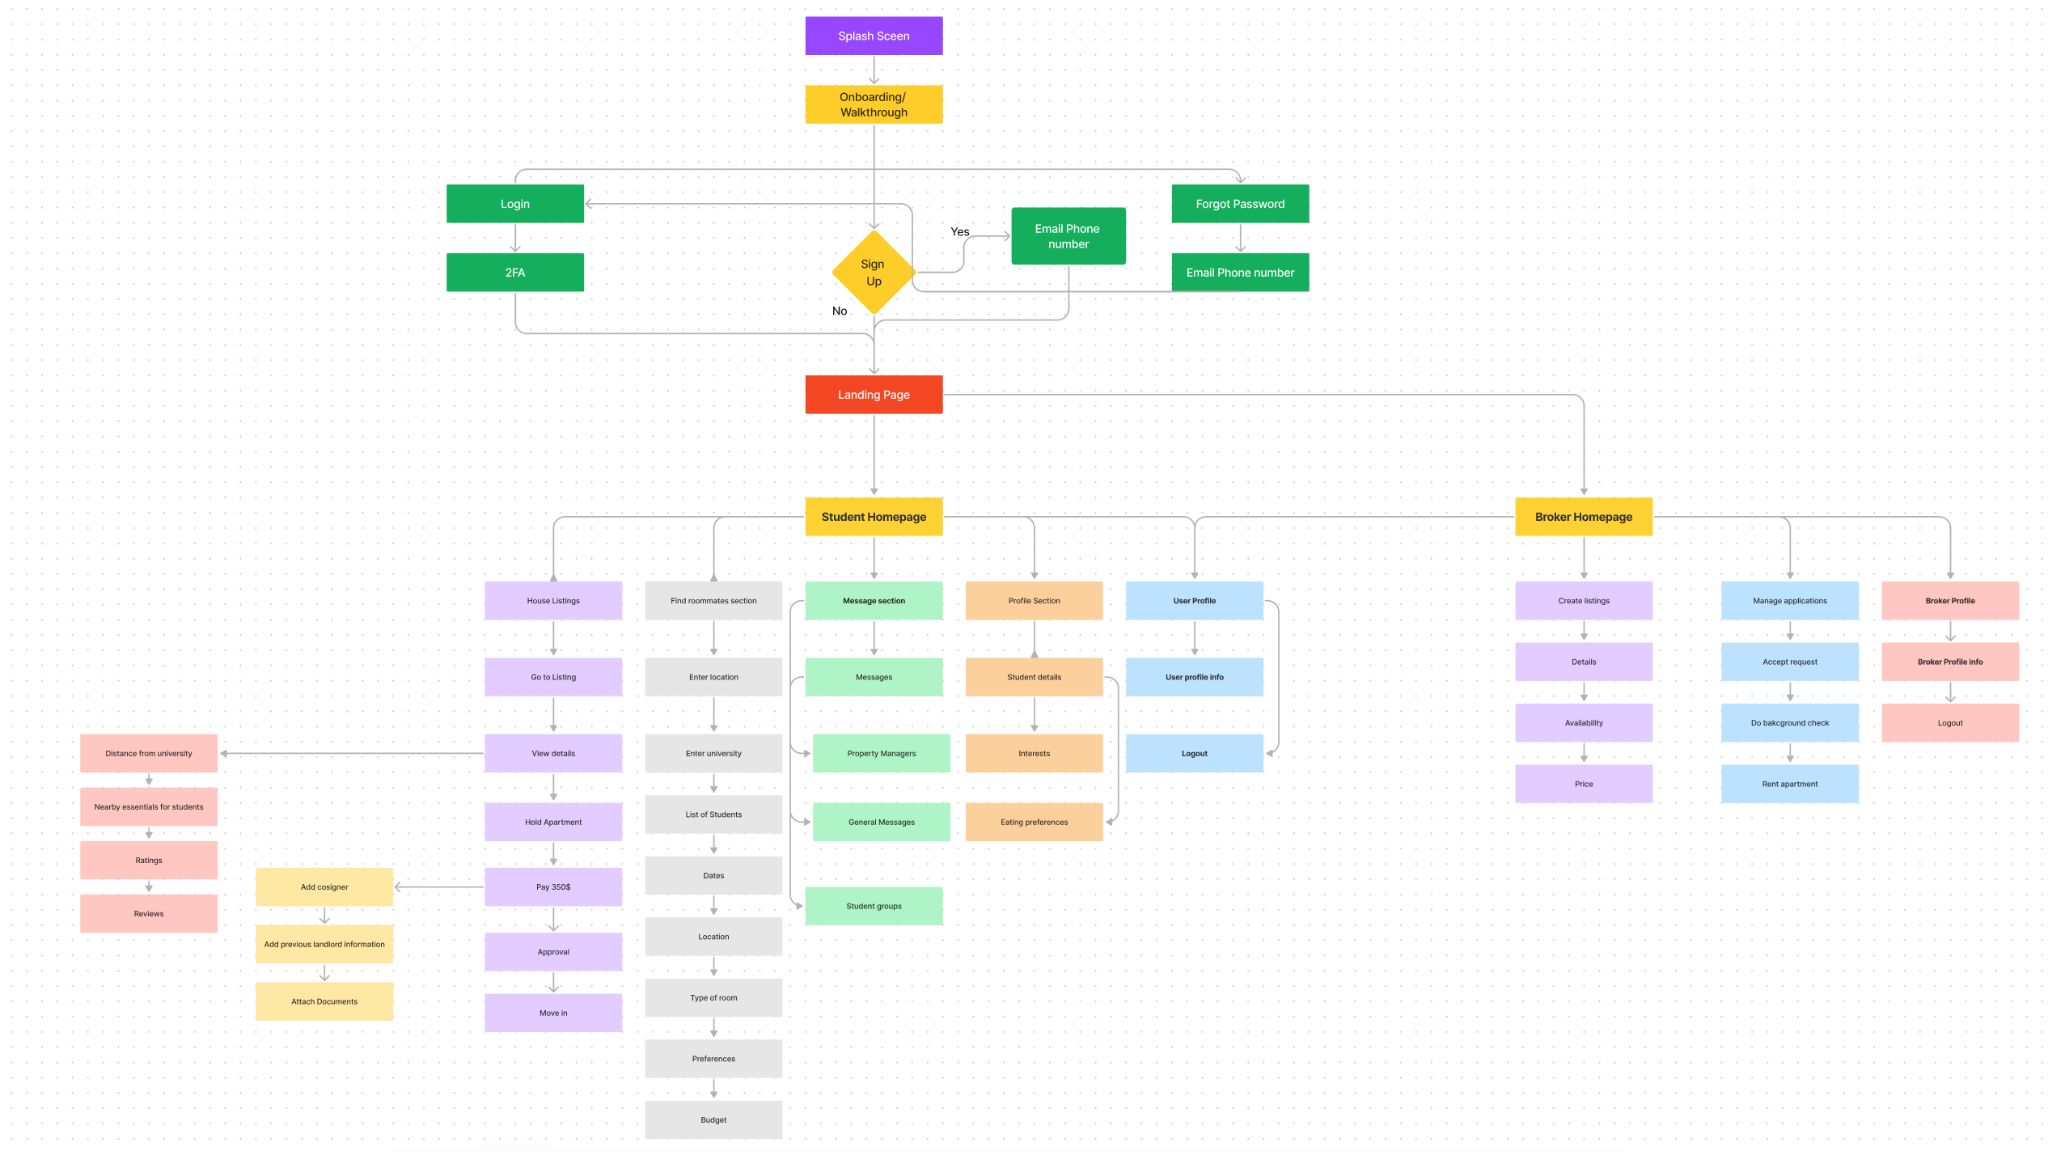 Splash Sceen
Onboarding/
Walkthrough
Login
Forgot Password
Yes
Email Phone
number
Sign
Up
2FA
Email Phone number
No
Landing Page
Student Homepage
Broker Homepage
House Listings
Find roommates section
Message section
Profile Section
User Profile
Create listings
Manage applications
Broker Profile
Go to Listing
Enter location
Messages
Student details
User profile info
Details
Accept request
Broker Profile info
Distance from university
View details
Enter university
Property Managers
Interests
Logout
Availability
Do bakcground check
Logout
Nearby essentials for students
Hold Apartment
List of Students
General Messages
Eating preferences
Price
Rent apartment
Ratings
Add cosigner
Pay 350$
Dates
Reviews
Student groups
Add previous landlord information
Approval
Location
Attach Documents
Move in
Type of room
Preferences
Budget